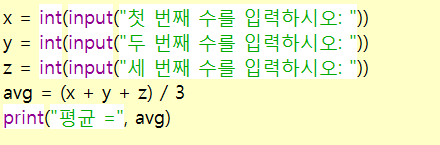 x = int(input("첫 번째 수를 입력하시오: "))
y = int(input("두 번째 수를 입력하시오: "))
z = int(input("세 번째 수를 입력하시오: "))
avg = (x + y + z) / 3
print("평균 =", avg)